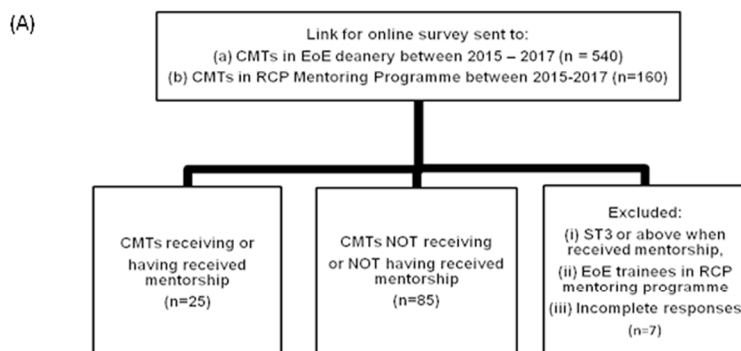 (A)
Link for online survey sent to:
(a) CMTs in EoE deanery between 2015 – 2017 (n = 540)
(b) CMTs in RCP Mentoring Programme between 2015-2017 (n=160)
CMTs receiving or
having received
mentorship
(n=25)
CMTs NOT receiving
or NOT having received
mentorship
(n=85)
Excluded:
(i) ST3 or above when
received mentorship,
(ii) EoE trainees in RCP
mentoring programme
(iii) Incomplete responses
(n=7)